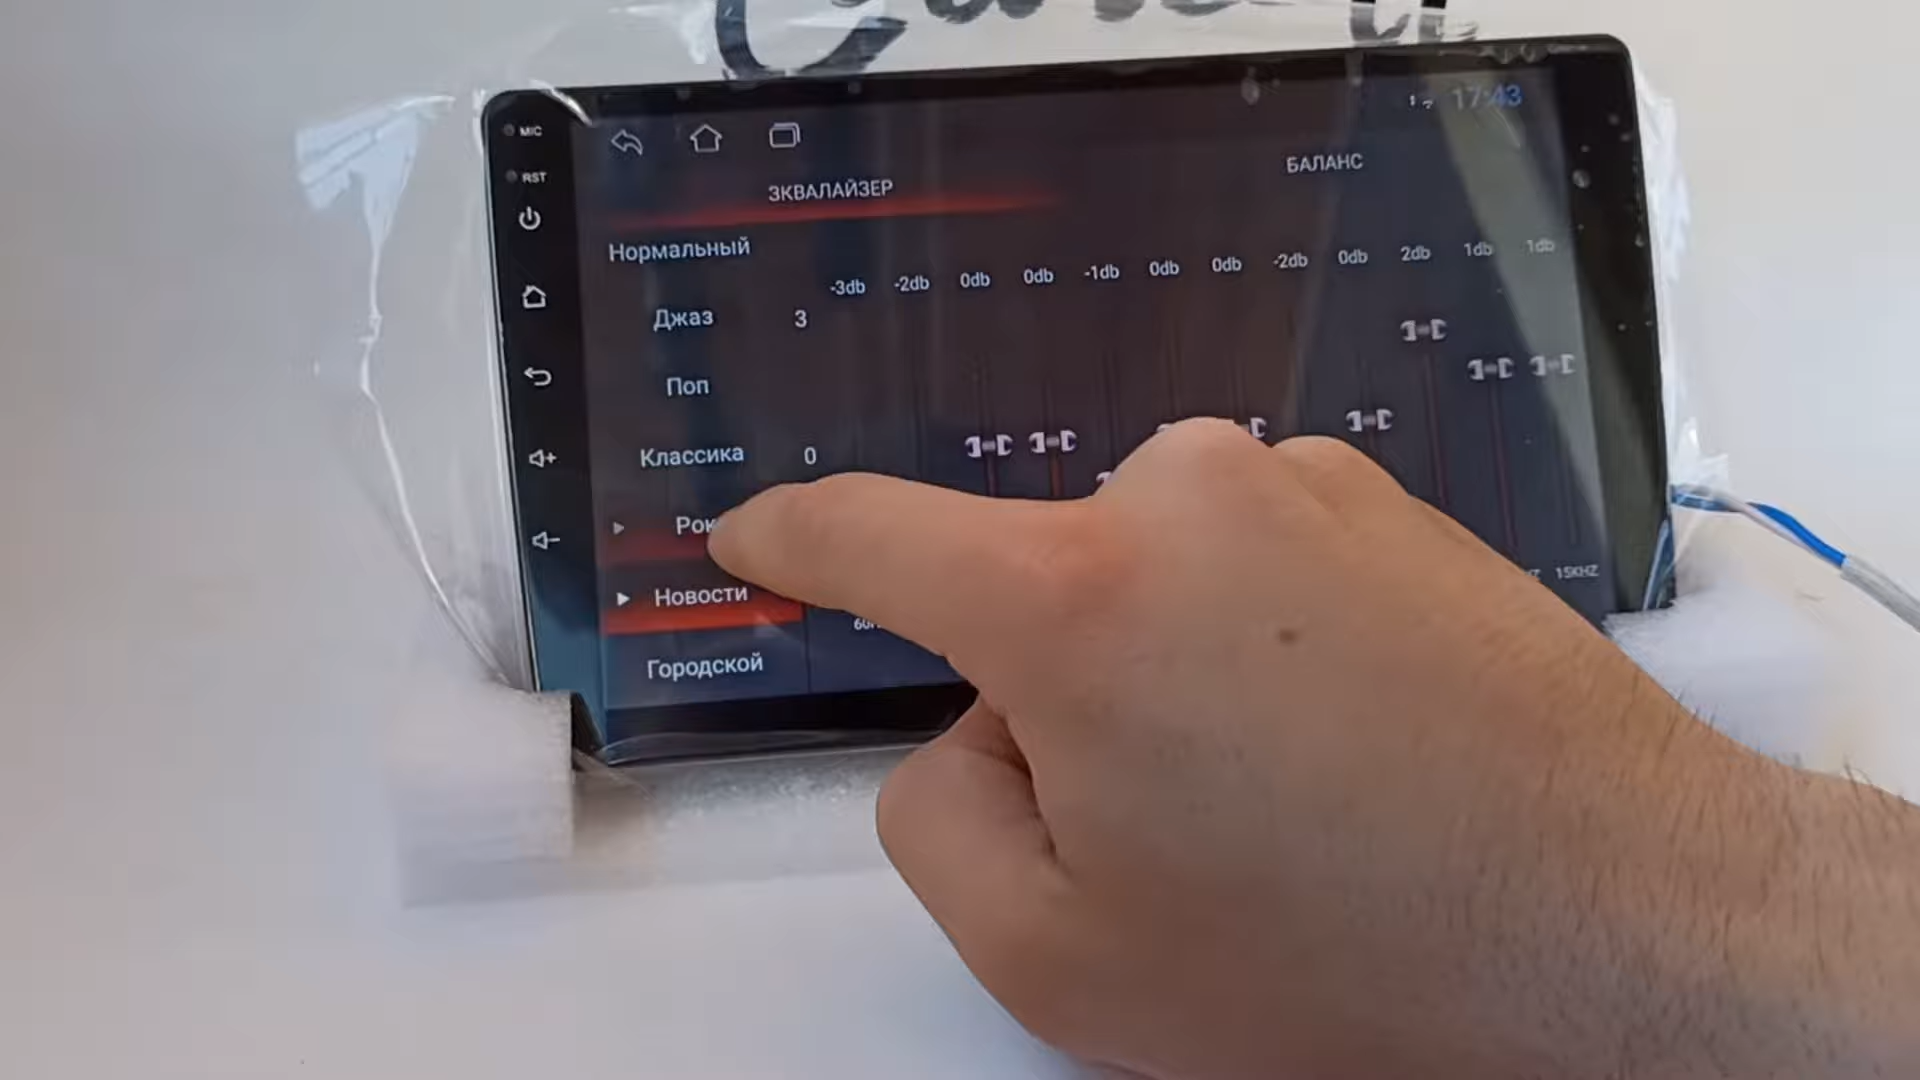 MIC
RST
17:43
ЗКВАЛАЙЗЕР
БАЛАНС
Нормальный
Джаз
Поп
Классика
Рок
Новости
Городской
3
0
-3db -2db 0db 0db -1db 0db 0db -2db 0db 2db 1db 1db
15KHZ